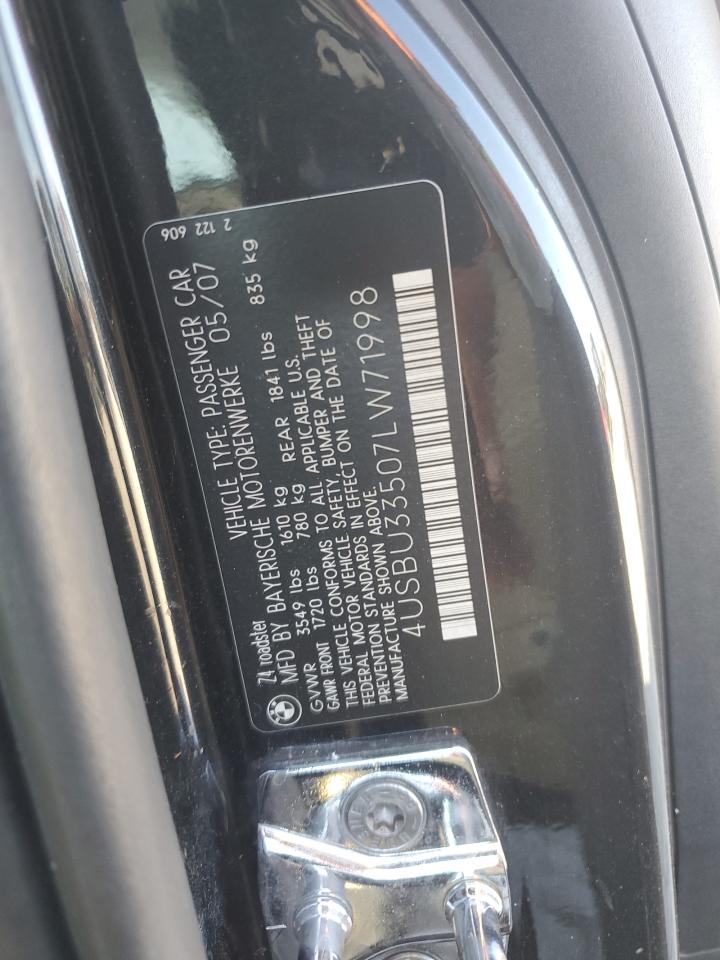 Z4 roadster VEHICLE TYPE: PASSENGER CAR
MFD BY BAYERISCHE MOTORENWERKE 05/07
GVWR 3549 lbs 1610 kg
GAWR FRONT 1720 lbs 780 kg REAR 1841 lbs 835 kg
THIS VEHICLE CONFORMS TO ALL APPLICABLE U.S.
FEDERAL MOTOR VEHICLE SAFETY, BUMPER AND THEFT
PREVENTION STANDARDS IN EFFECT ON THE DATE OF
MANUFACTURE SHOWN ABOVE.
4USBU33507LW71998
2 122 606